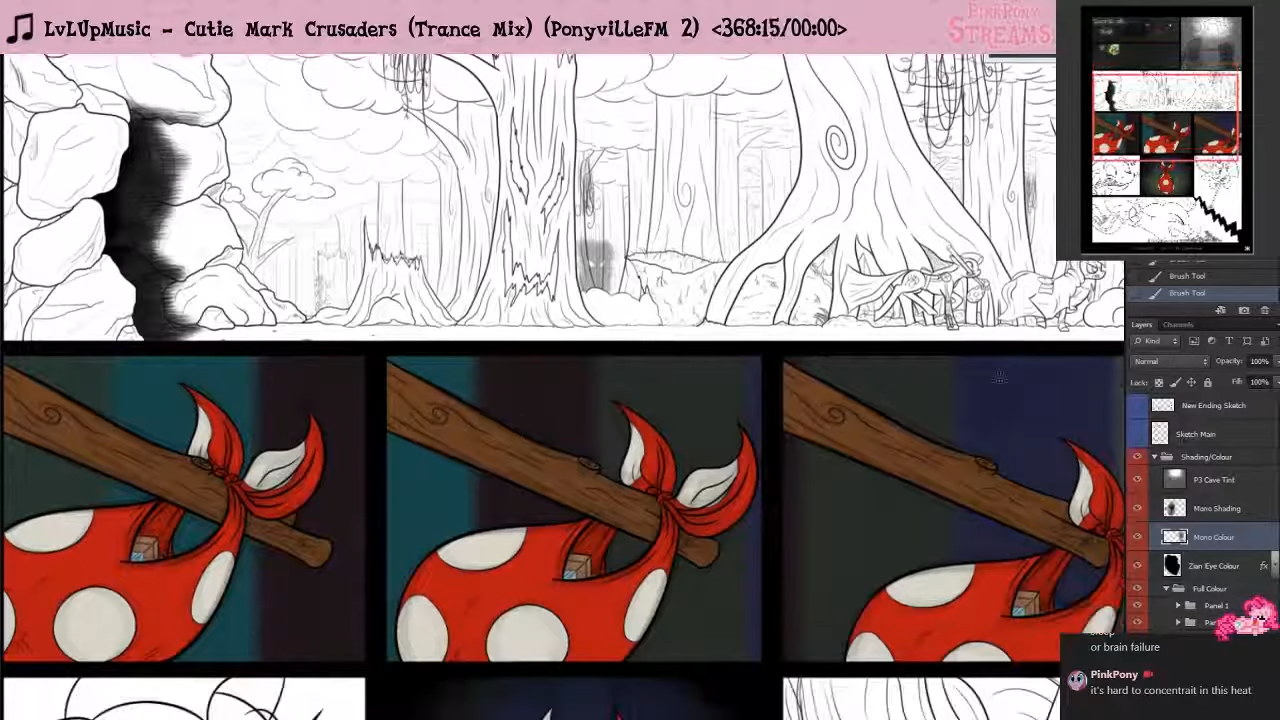 LvLUpMusic - Cutie Mark Crusaders (Trance Mix) (PonyvilleFM 2) <368:15/00:00>
PINKPONY
STREAMS
Brush Tool
Brush Tool
Layers Channels
Kind
Normal Opacity: 100%
Lock: Fill: 100%
New Ending Sketch
Sketch Main
Shading/Colour
P3 Cave Tint
Mono Shading
Mono Colour
Zian Eye Colour fx
Full Colour
Panel 1
or brain failure
PinkPony
it's hard to concentrait in this heat